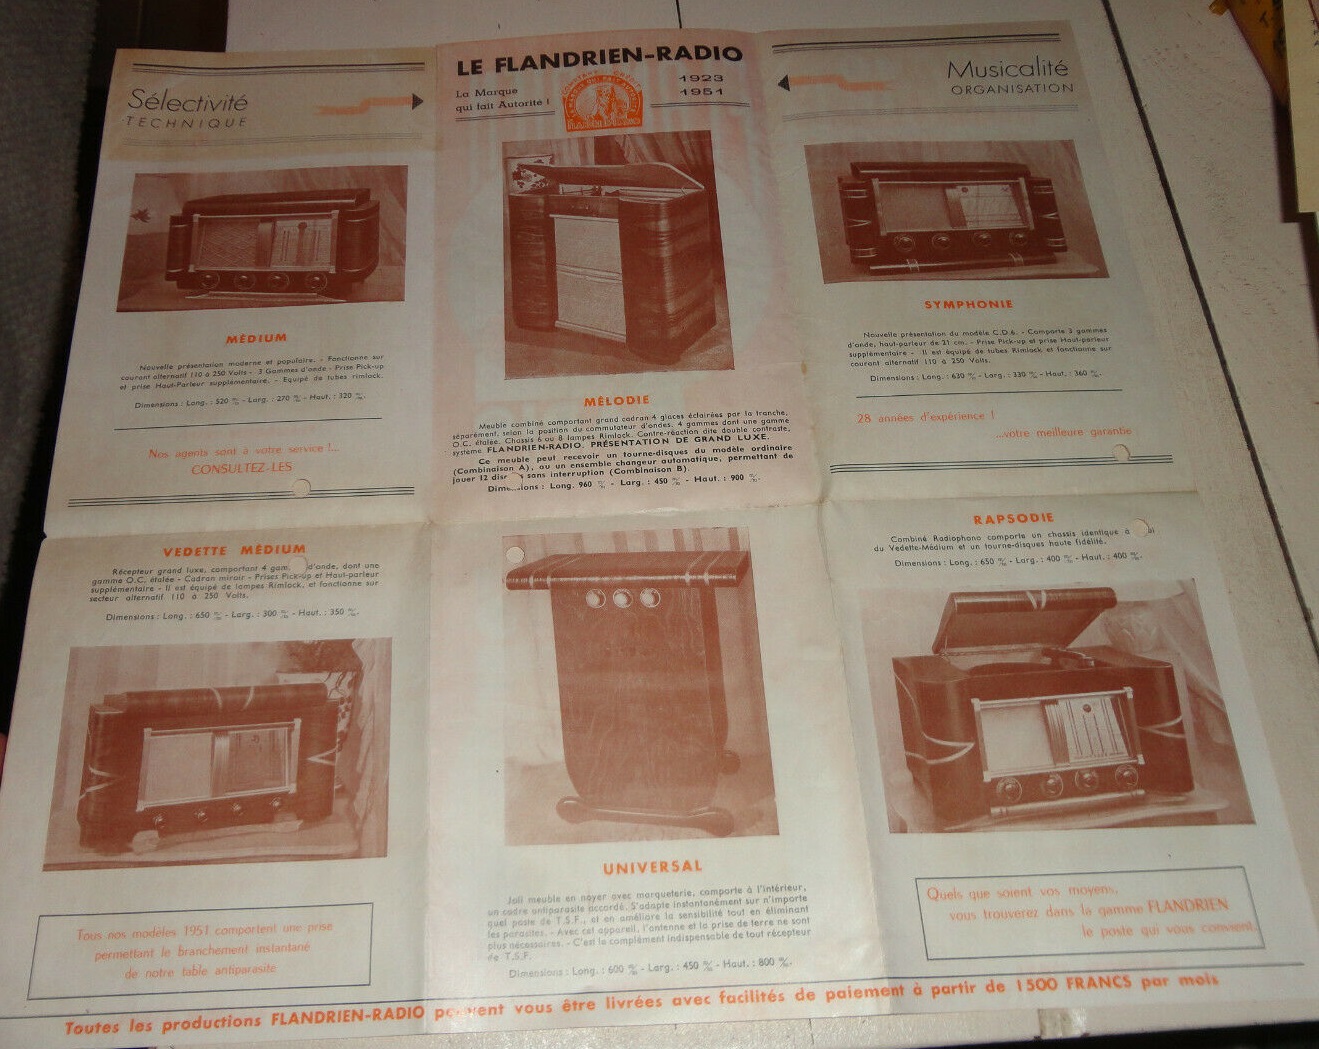 Sélectivité
TECHNIQUE
MÉDIUM
Nouvelle présentation moderne et populaire. - Fonctionne sur
courant alternatif 110 à 250 Volts - 3 Gammes d'onde - Prise Pick-up
et prise Haut-Parleur supplémentaire. - Equipé de tubes rimlock.
Dimensions : Long. : 520 m/m - Larg. : 270 m/m - Haut. : 320 m/m.
Nos agents sont à votre service !...
CONSULTEZ-LES
LE FLANDRIEN-RADIO
La Marque
qui fait Autorité !
1923
1951
MÉLODIE
Meuble combiné comportant grand cadran 4 glaces éclairées par la tranche,
séparément, selon la position du commutateur d'ondes. 4 gammes dont une gamme
O.C. étalée. Chassis 6 ou 8 lampes Rimlock. Contre-réaction dite double contraste,
système FLANDRIEN-RADIO. PRÉSENTATION DE GRAND LUXE.
Ce meuble peut recevoir un tourne-disques du modèle ordinaire
(Combinaison A), ou un ensemble changeur automatique, permettant de
jouer 12 sans interruption (Combinaison B).
Long. 960 m/m - Larg. : 450 m/m - Haut. : 900 m/m.
Musicalité
ORGANISATION
SYMPHONIE
Nouvelle présentation du modèle C.D.6. - Comporte 3 gammes
d'onde, haut-parleur de 21 cm. - Prise Pick-up et prise Haut-parleur
supplémentaire - Il est équipé de tubes Rimlock et fonctionne sur
courant alternatif 110 à 250 Volts.
Dimensions : Long. : 630 m/m - Larg. : 330 m/m - Haut. : 360 m/m.
28 années d'expérience !
...votre meilleure garantie
VEDETTE MÉDIUM
Récepteur grand luxe, comportant 4 d'onde, dont une
gamme O.C. étalée - Cadran miroir - Prises Pick-up et Haut-parleur
supplémentaire - Il est équipé de lampes Rimlock, et fonctionne sur
secteur alternatif 110 à 250 Volts.
Dimensions : Long. : 650 m/m - Larg. : 300 m/m - Haut. : 350 m/m.
Tous nos modèles 1951 comportent une prise
permettant le branchement instantané
de notre table antiparasite
UNIVERSAL
Joli meuble en noyer avec marqueterie, comporte à l'intérieur,
un cadre antiparasite accordé. S'adapte instantanément sur n'importe
quel poste de T.S.F., et en améliore la sensibilité tout en éliminant
les parasites. - Avec cet appareil, l'antenne et la prise de terre ne sont
plus nécessaires. - C'est le complément indispensable de tout récepteur
de T.S.F.
Dimensions : Long. : 600 m/m - Larg. : 450 m/m - Haut. : 800 m/m.
RAPSODIE
Combiné Radiophono comporte un chassis identique à
du Vedette-Médium et un tourne-disques haute fidélité.
Dimensions : Long. : 650 m/m - Larg. : 400 m/m - Haut. : 400 m/m.
Quels que soient vos moyens,
vous trouverez dans la gamme FLANDRIEN
le poste qui vous convient.
Toutes les productions FLANDRIEN-RADIO peuvent vous être livrées avec facilités de paiement à partir de 1500 FRANCS par mois